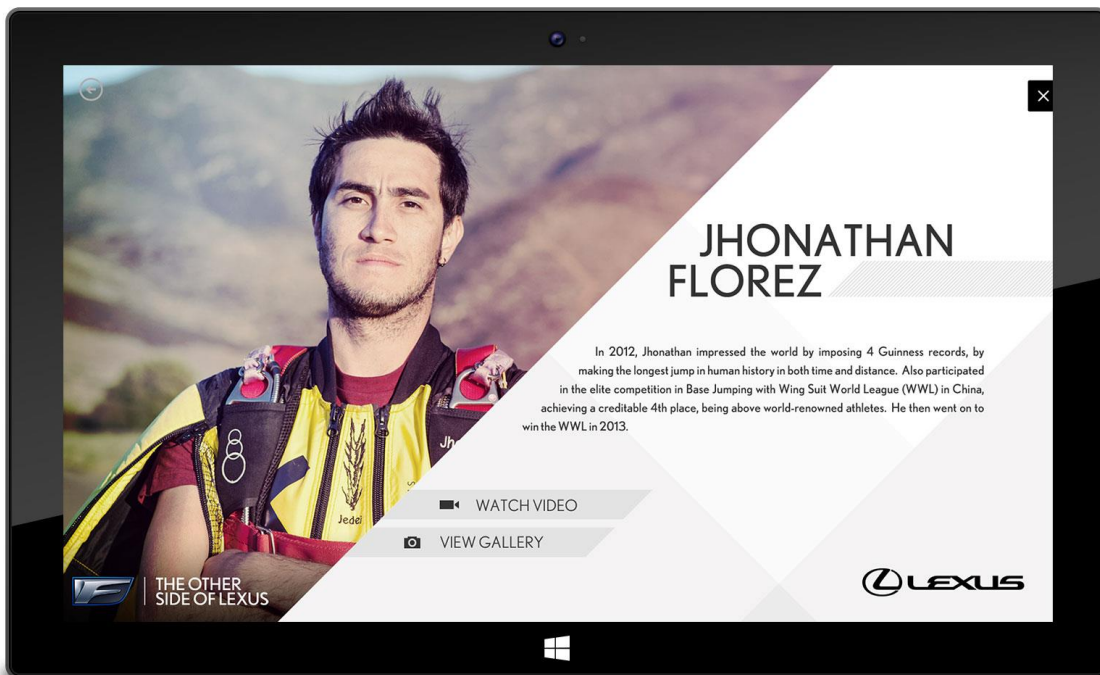 JHONATHAN
FLOREZ
In 2012, Jhonathan impressed the world by imposing 4 Guinness records, by
making the longest jump in human history in both time and distance. Also participated
in the elite competition in Base Jumping with Wing Suit World League (WWL) in China,
achieving a creditable 4th place, being above world-renowned athletes. He then went on to
win the WWL in 2013.
Jh
Jedei
WATCH VIDEO
VIEW GALLERY
F
THE OTHER
SIDE OF LEXUS
LEXUS